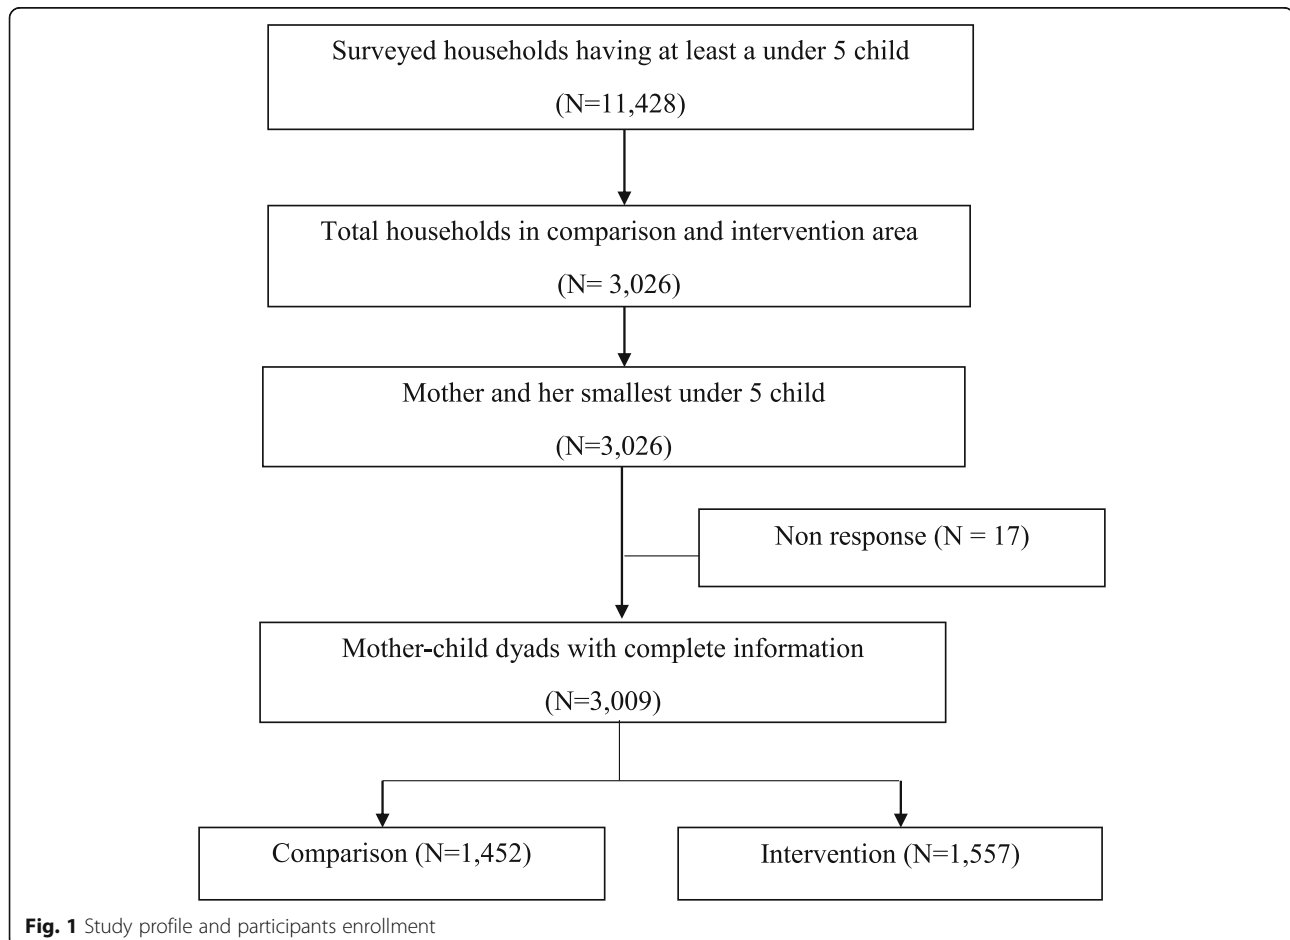 Surveyed households having at least a under 5 child
(N=11,428)
Total households in comparison and intervention area
(N= 3,026)
Mother and her smallest under 5 child
(N=3,026)
Non response (N = 17)
Mother-child dyads with complete information
(N=3,009)
Comparison (N=1,452)
Intervention (N=1,557)
Fig. 1 Study profile and participants enrollment